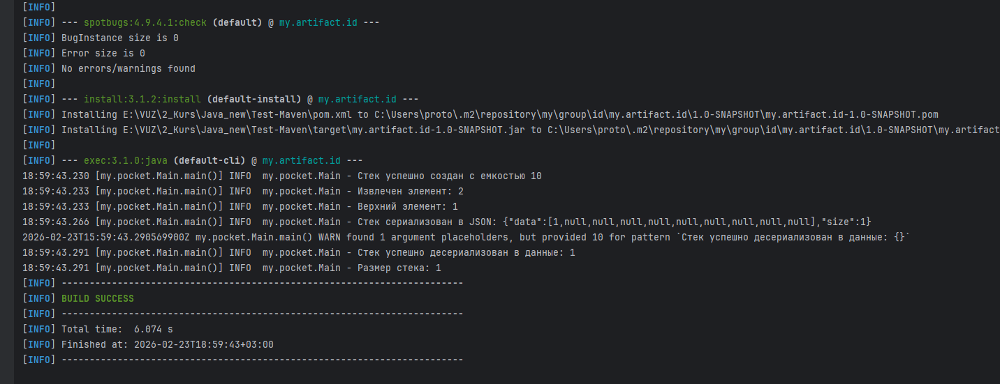 [INFO]
[INFO] --- spotbugs:4.9.4.1:check (default) @ my.artifact.id ---
[INFO] BugInstance size is 0
[INFO] Error size is 0
[INFO] No errors/warnings found
[INFO]
[INFO] --- install:3.1.2:install (default-install) @ my.artifact.id ---
[INFO] Installing E:\VUZ\2_Kurs\Java_new\Test-Maven\pom.xml to C:\Users\proto\.m2\repository\my\group\id\my.artifact.id\1.0-SNAPSHOT\my.artifact.id-1.0-SNAPSHOT.pom
[INFO] Installing E:\VUZ\2_Kurs\Java_new\Test-Maven\target\my.artifact.id-1.0-SNAPSHOT.jar to C:\Users\proto\.m2\repository\my\group\id\my.artifact.id\1.0-SNAPSHOT\my.artifact
[INFO]
[INFO] --- exec:3.1.0:java (default-cli) @ my.artifact.id ---
18:59:43.230 [my.pocket.Main.main()] INFO  my.pocket.Main - Стек успешно создан с емкостью 10
18:59:43.233 [my.pocket.Main.main()] INFO  my.pocket.Main - Извлечен элемент: 2
18:59:43.233 [my.pocket.Main.main()] INFO  my.pocket.Main - Верхний элемент: 1
18:59:43.266 [my.pocket.Main.main()] INFO  my.pocket.Main - Стек сериализован в JSON: {"data":[1,null,null,null,null,null,null,null,null,null],"size":1}
2026-02-23T15:59:43.290569900Z my.pocket.Main.main() WARN found 1 argument placeholders, but provided 10 for pattern `Стек успешно десериализован в данные: {}`
18:59:43.291 [my.pocket.Main.main()] INFO  my.pocket.Main - Стек успешно десериализован в данные: 1
18:59:43.291 [my.pocket.Main.main()] INFO  my.pocket.Main - Размер стека: 1
[INFO] ------------------------------------------------------------------------
[INFO] BUILD SUCCESS
[INFO] ------------------------------------------------------------------------
[INFO] Total time:  6.074 s
[INFO] Finished at: 2026-02-23T18:59:43+03:00
[INFO] ------------------------------------------------------------------------